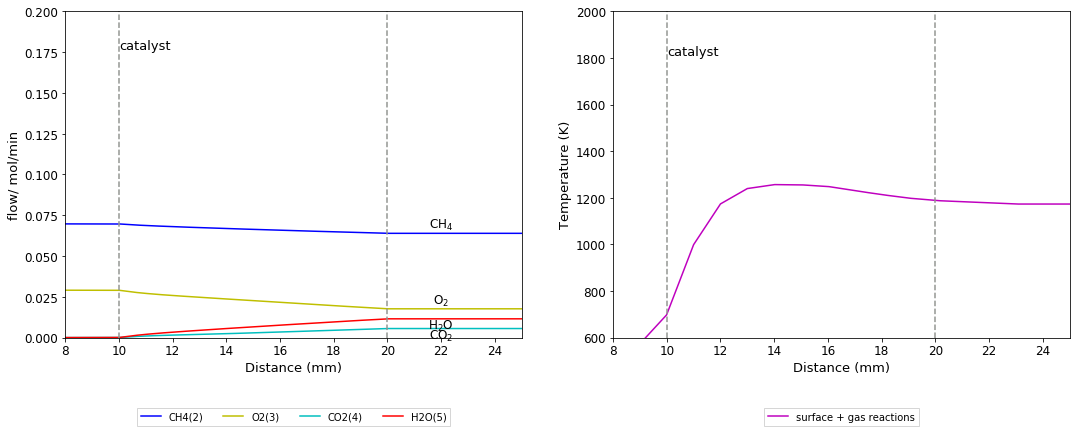 0.200
0.175
0.150
0.125
0.100
0.075
0.050
0.025
0.000
flow/ mol/min
catalyst
CH₄
O₂
H₂O
CO₂
8 10 12 14 16 18 20 22 24
Distance (mm)
CH4(2) O2(3) CO2(4) H2O(5)
2000
1800
1600
1400
1200
1000
800
600
Temperature (K)
catalyst
8 10 12 14 16 18 20 22 24
Distance (mm)
surface + gas reactions